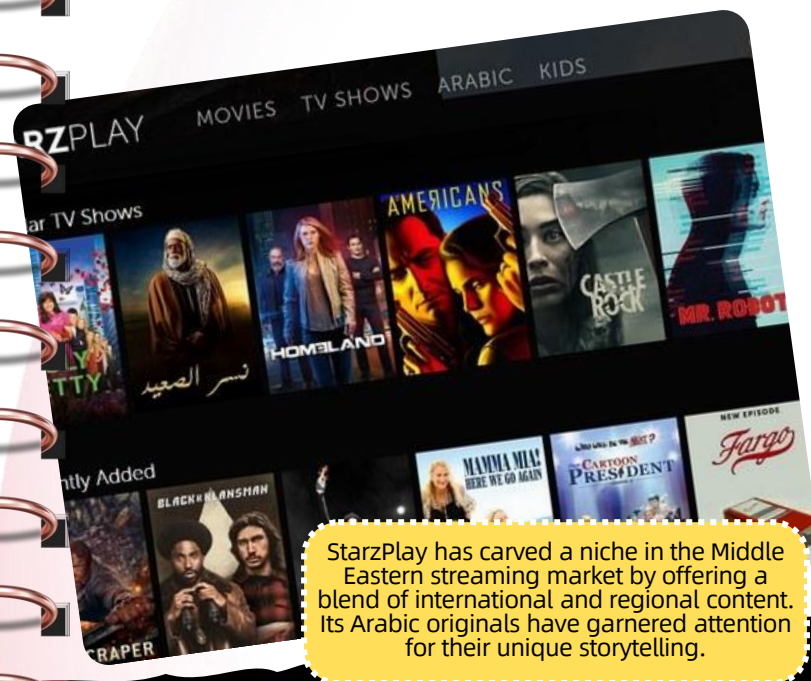 RZPLAY MOVIES TV SHOWS ARABIC KIDS
ar TV Shows
LY
TTY
نسر الصعيد
HOMELAND
AMERICANS
CASTLE
ROCK
MR. ROBOT
ntly Added
CRAPER
BLACKKKLANSMAN
MAMMA MIA!
HERE WE GO AGAIN
CARTOON
PRESIDENT
NEW EPISODE
Fargo
StarzPlay has carved a niche in the Middle
Eastern streaming market by offering a
blend of international and regional content.
Its Arabic originals have garnered attention
for their unique storytelling.